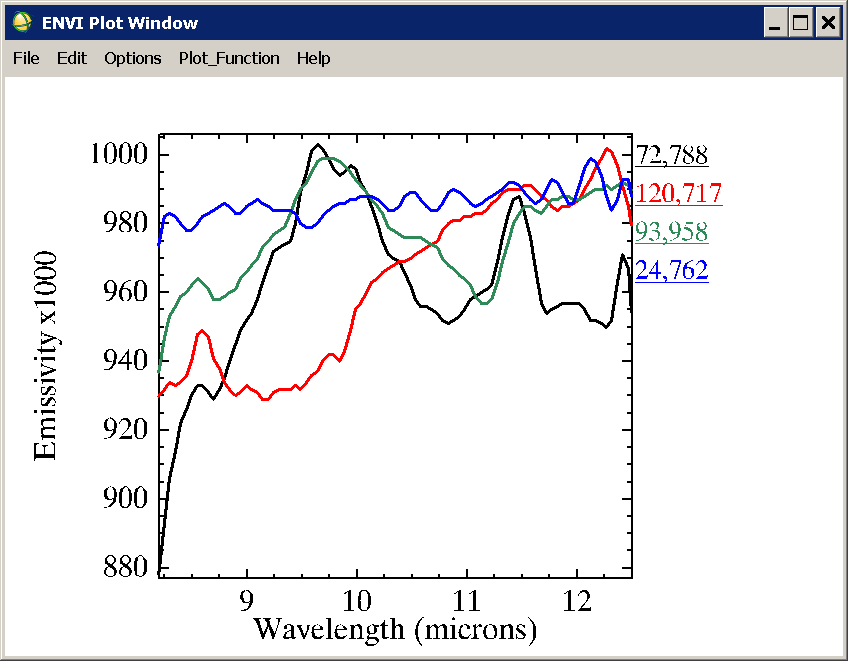 ENVI Plot Window
File Edit Options Plot_Function Help
1000
980
960
940
920
900
880
Emissivity x1000
9 10 11 12
Wavelength (microns)
72,788
120,717
93,958
24,762